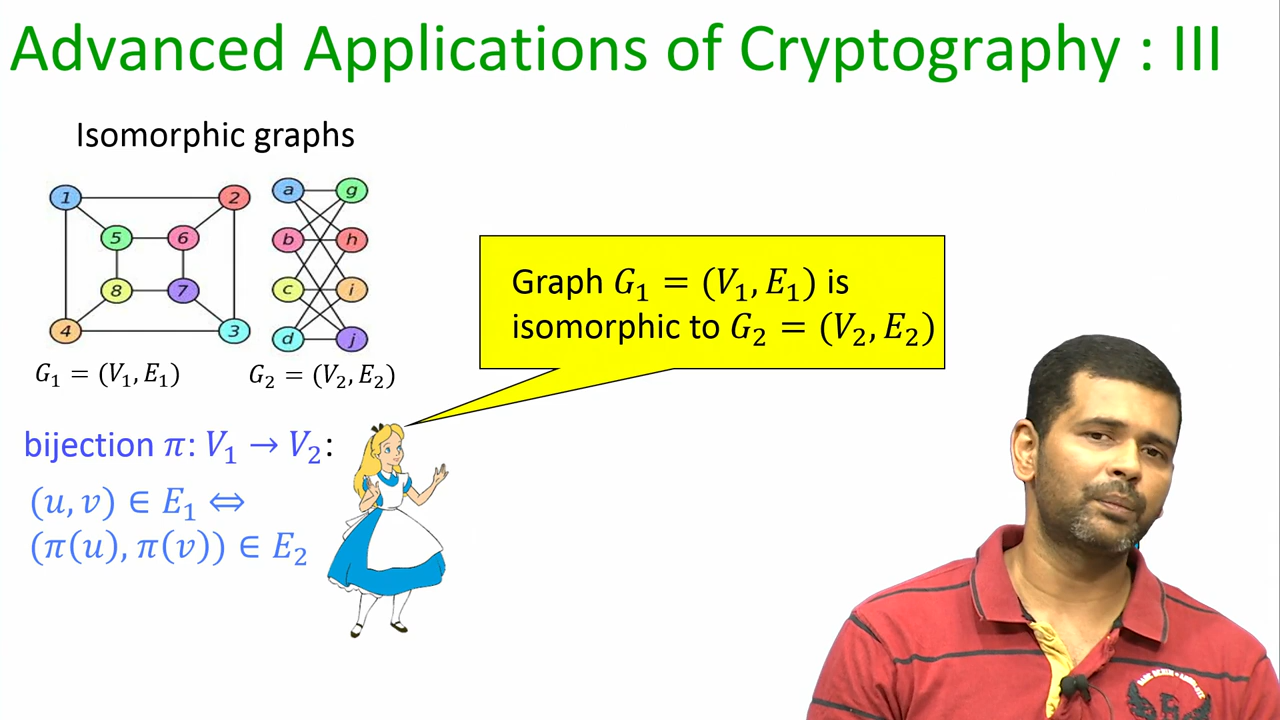 Advanced Applications of Cryptography : III
Isomorphic graphs
1 2 a g
5 6 b h
8 7 c i
4 3 d j
G₁ = (V₁, E₁) G₂ = (V₂, E₂)
Graph G₁ = (V₁, E₁) is
isomorphic to G₂ = (V₂, E₂)
bijection π: V₁ → V₂:
(u, v) ∈ E₁ ⇔
(π(u), π(v)) ∈ E₂